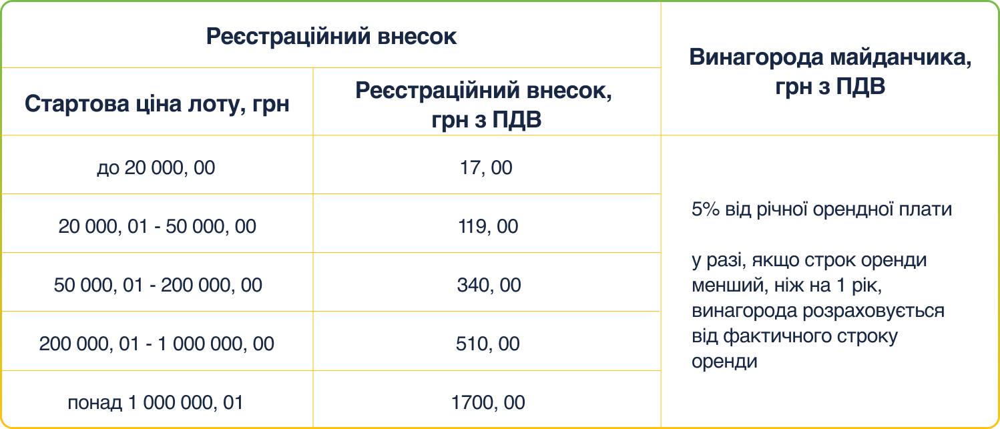 Реєстраційний внесок
Винагорода майданчика,
грн з ПДВ
Стартова ціна лоту, грн
Реєстраційний внесок,
грн з ПДВ
до 20 000, 00
17, 00
20 000, 01 - 50 000, 00
119, 00
50 000, 01 - 200 000, 00
340, 00
200 000, 01 - 1 000 000, 00
510, 00
понад 1 000 000, 01
1700, 00
5% від річної орендної плати
у разі, якщо строк оренди
менший, ніж на 1 рік,
винагорода розраховується
від фактичного строку
оренди